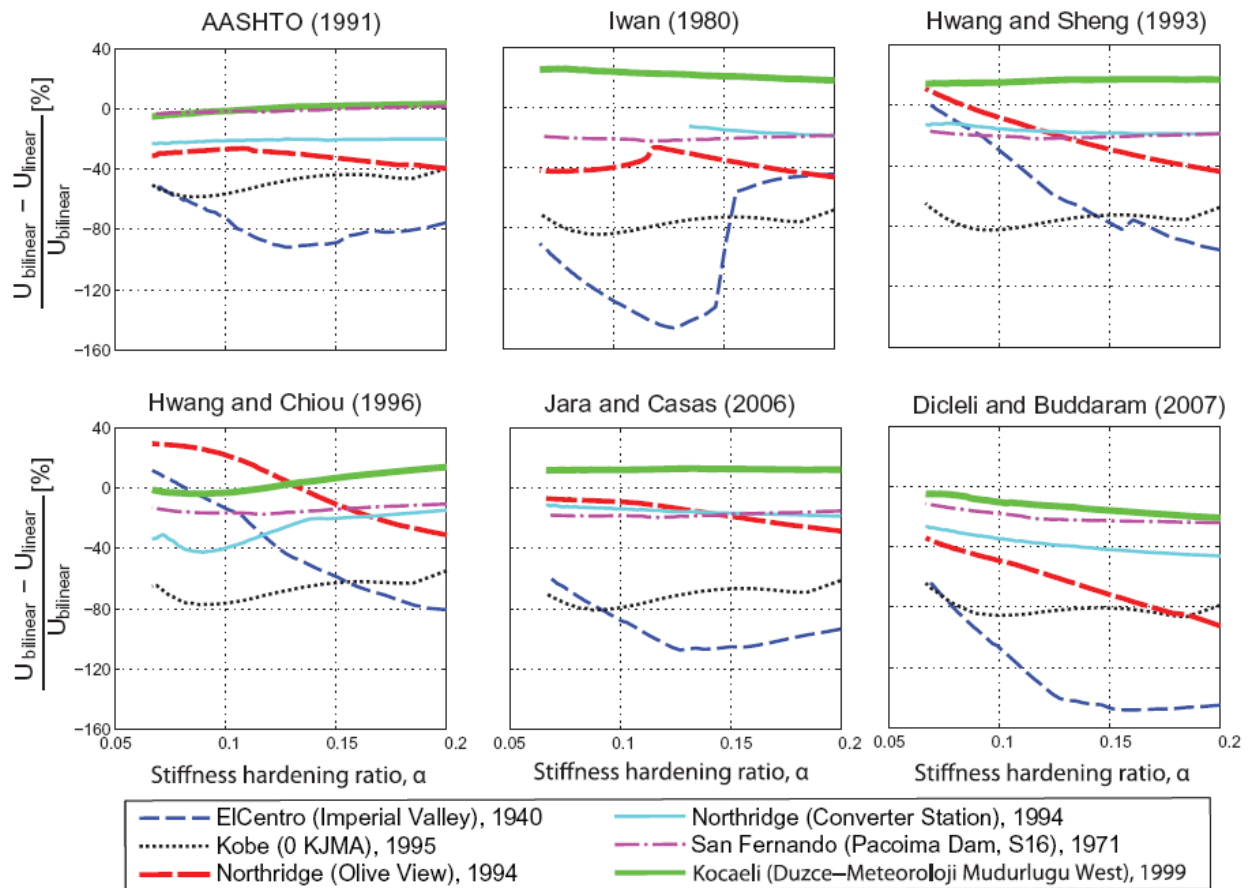 AASHTO (1991)
Iwan (1980)
Hwang and Sheng (1993)
U bilinear − U linear
U bilinear
[%]
40
0
−40
−80
−120
−160
Hwang and Chiou (1996)
Jara and Casas (2006)
Dicleli and Buddaram (2007)
U bilinear − U linear
U bilinear
[%]
40
0
−40
−80
−120
−160
0.05
0.1
0.15
0.2
0.05
0.1
0.15
0.2
0.05
0.1
0.15
0.2
Stiffness hardening ratio, α
Stiffness hardening ratio, α
Stiffness hardening ratio, α
ElCentro (Imperial Valley), 1940
Kobe (0 KJMA), 1995
Northridge (Olive View), 1994
Northridge (Converter Station), 1994
San Fernando (Pacoima Dam, S16), 1971
Kocaeli (Duzce−Meteoroloji Mudurlugu West), 1999